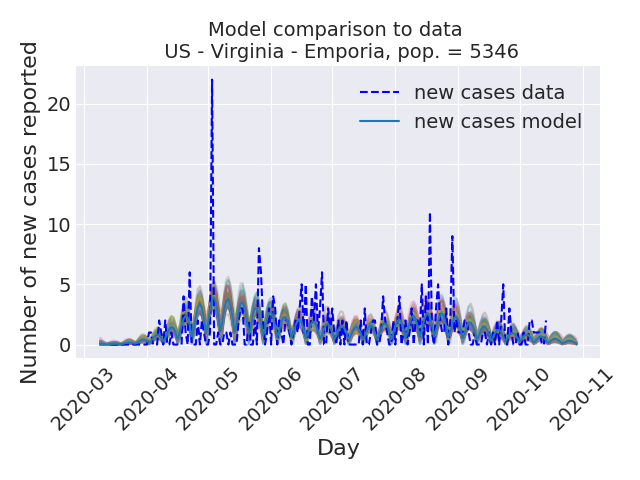 Model comparison to data
US - Virginia - Emporia, pop. = 5346
Number of new cases reported
20
15
10
5
0
new cases data
new cases model
2020-03
2020-04
2020-05
2020-06
2020-07
2020-08
2020-09
2020-10
2020-11
Day